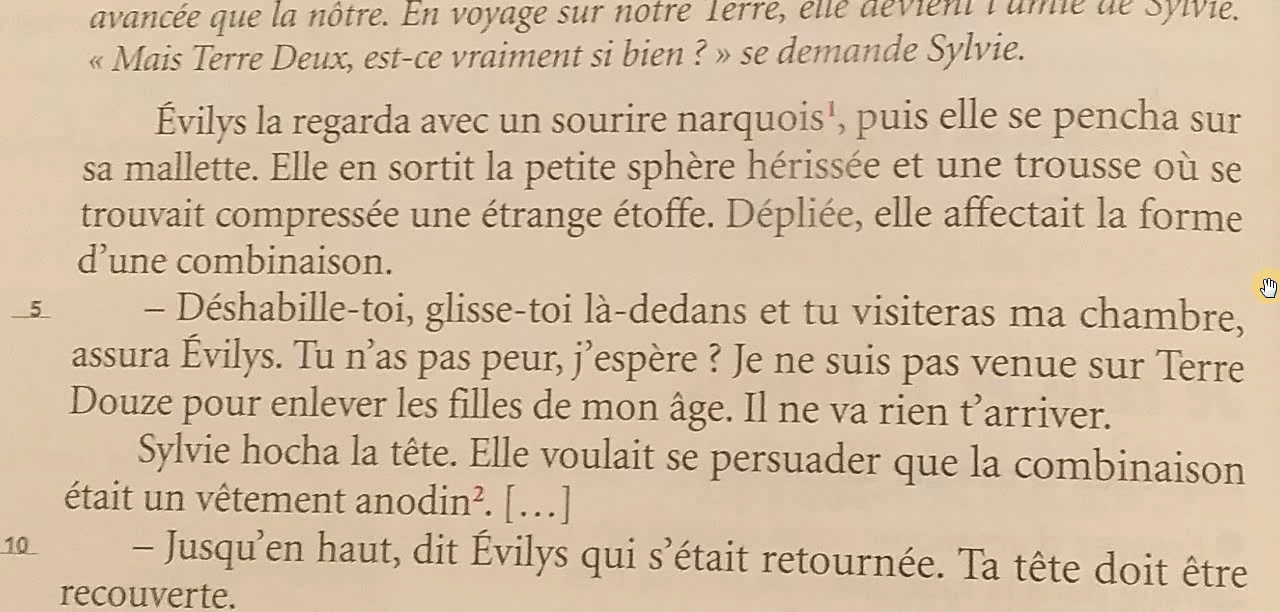 avancée que la nôtre. En voyage sur notre Terre, elle devient l'amie de Sylvie.
« Mais Terre Deux, est-ce vraiment si bien ? » se demande Sylvie.
Évilys la regarda avec un sourire narquois¹, puis elle se pencha sur
sa mallette. Elle en sortit la petite sphère hérissée et une trousse où se
trouvait compressée une étrange étoffe. Dépliée, elle affectait la forme
d'une combinaison.
5 – Déshabille-toi, glisse-toi là-dedans et tu visiteras ma chambre,
assura Évilys. Tu n'as pas peur, j'espère ? Je ne suis pas venue sur Terre
Douze pour enlever les filles de mon âge. Il ne va rien t'arriver.
Sylvie hocha la tête. Elle voulait se persuader que la combinaison
était un vêtement anodin². […]
10 – Jusqu'en haut, dit Évilys qui s'était retournée. Ta tête doit être
recouverte.